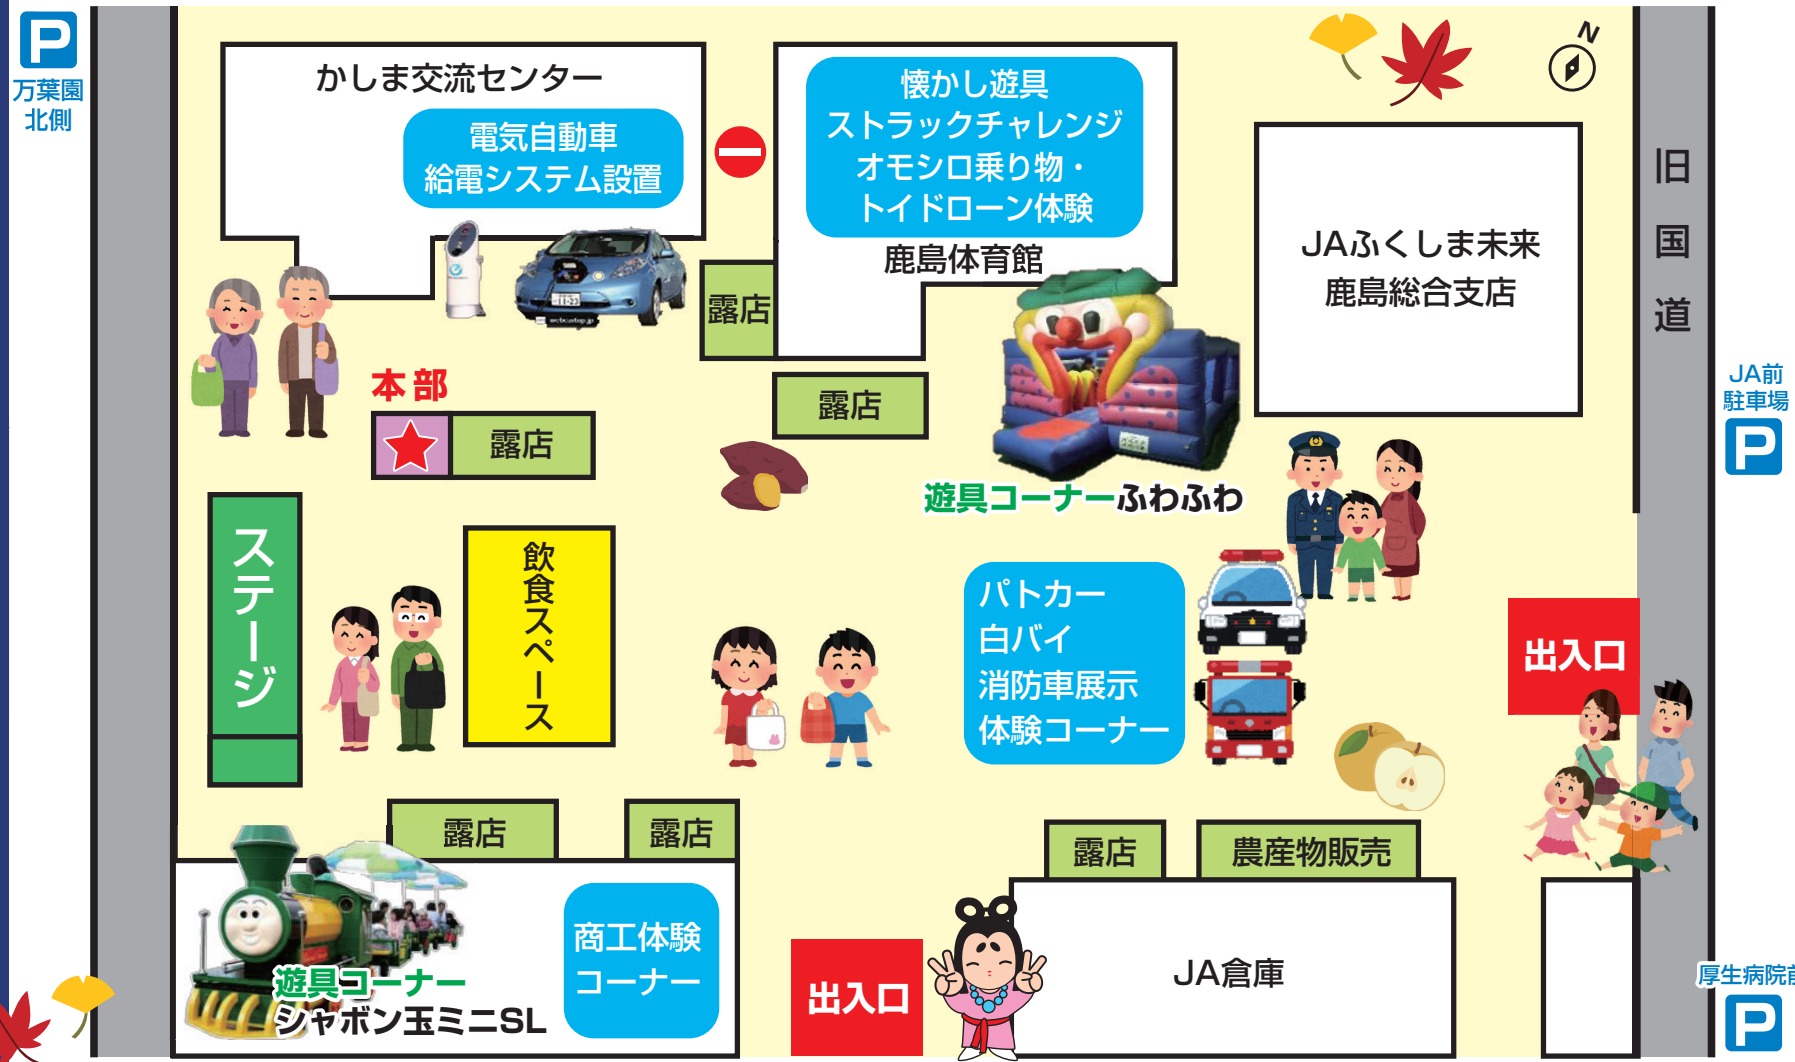 P
万葉園
北側
かしま交流センター
電気自動車
給電システム設置
懐かし遊具
ストラックチャレンジ
オモシロ乗り物・
トイドローン体験
鹿島体育館
N
JAふくしま未来
鹿島総合支店
旧国道
露店
11-23
本部
露店
露店
JA前
駐車場
P
遊具コーナーふわふわ
ステージ
飲食スペース
パトカー
白バイ
消防車展示
体験コーナー
出入口
露店
露店
露店
農産物販売
遊具コーナー
シャボン玉ミニSL
商工体験
コーナー
出入口
JA倉庫
厚生病院前
P